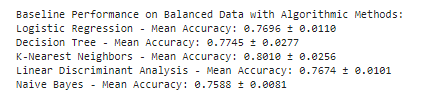 Baseline Performance on Balanced Data with Algorithmic Methods:
Logistic Regression - Mean Accuracy: 0.7696 ± 0.0110
Decision Tree - Mean Accuracy: 0.7745 ± 0.0277
K-Nearest Neighbors - Mean Accuracy: 0.8010 ± 0.0256
Linear Discriminant Analysis - Mean Accuracy: 0.7674 ± 0.0101
Naive Bayes - Mean Accuracy: 0.7588 ± 0.0081